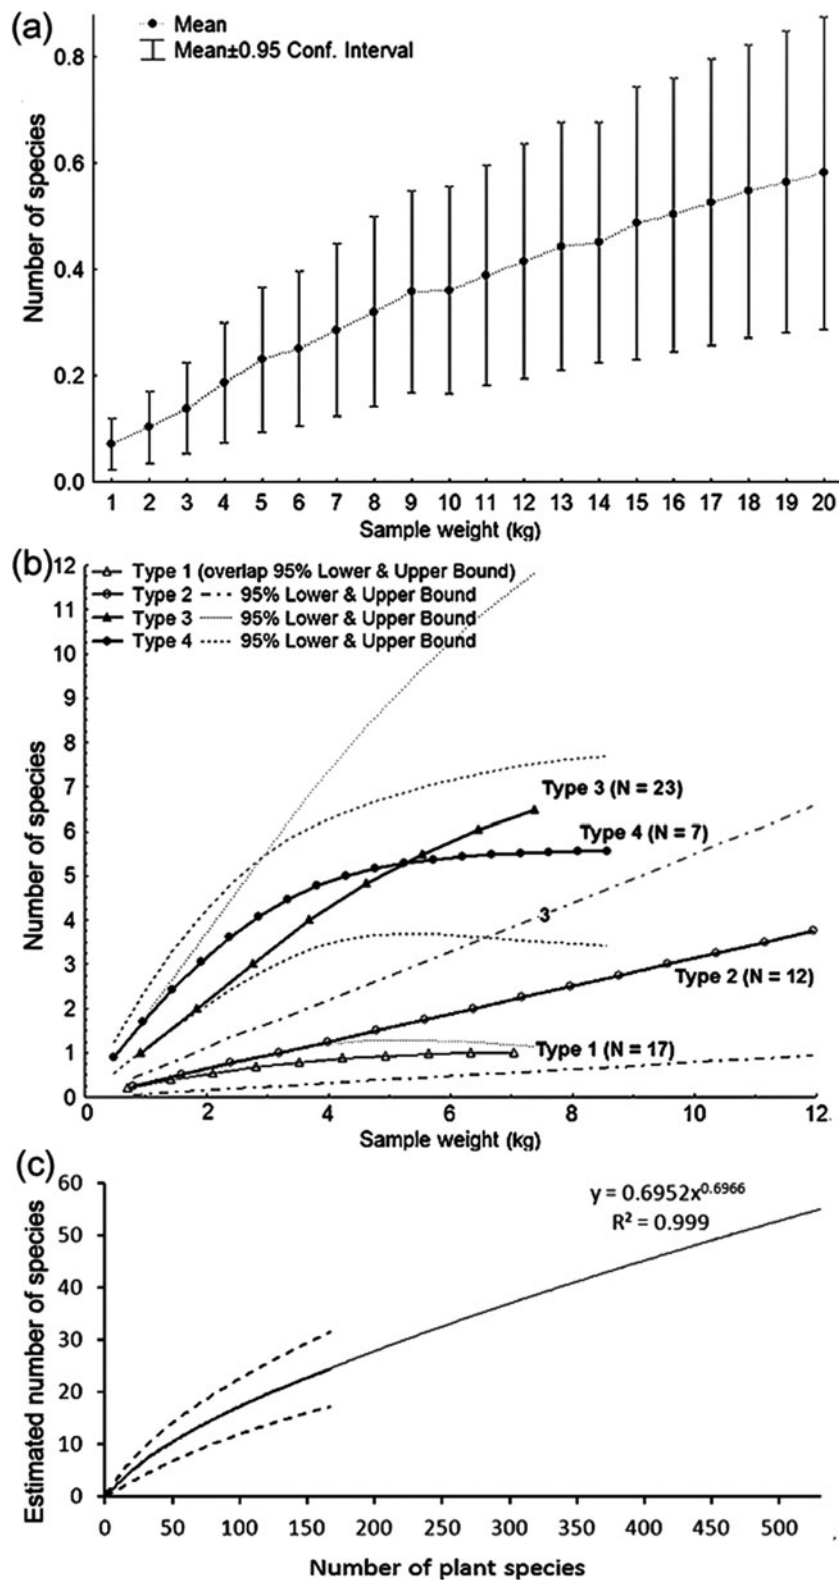 (a)
Mean
Mean±0.95 Conf. Interval
0.8
0.6
0.4
0.2
0.0
Number of species
1 2 3 4 5 6 7 8 9 10 11 12 13 14 15 16 17 18 19 20
Sample weight (kg)
(b)
12
11
10
9
8
7
6
5
4
3
2
1
0
Number of species
Type 1 (overlap 95% Lower & Upper Bound)
Type 2 95% Lower & Upper Bound
Type 3 95% Lower & Upper Bound
Type 4 95% Lower & Upper Bound
Type 3 (N = 23)
Type 4 (N = 7)
3
Type 2 (N = 12)
Type 1 (N = 17)
0 2 4 6 8 10 12
Sample weight (kg)
(c)
60
50
40
30
20
10
0
Estimated number of species
y = 0.6952x^0.6966
R² = 0.999
0 50 100 150 200 250 300 350 400 450 500
Number of plant species